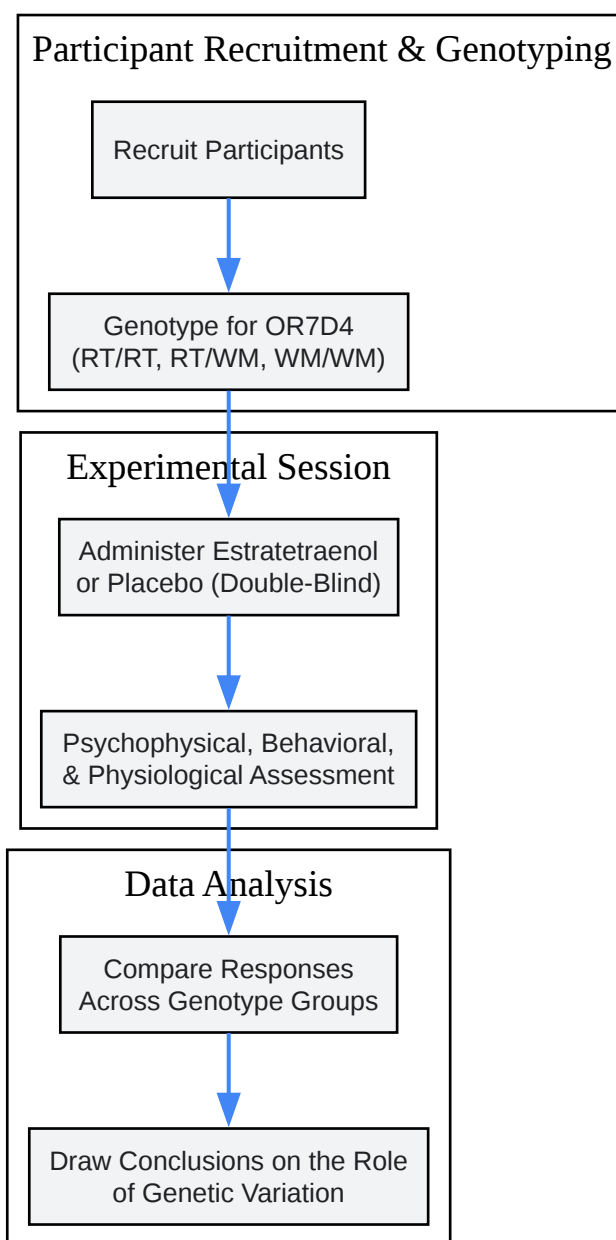 Participant Recruitment & Genotyping
Recruit Participants
Genotype for OR7D4
(RT/RT, RT/WM, WM/WM)
Experimental Session
Administer Estratetraenol
or Placebo (Double-Blind)
Psychophysical, Behavioral,
& Physiological Assessment
Data Analysis
Compare Responses
Across Genotype Groups
Draw Conclusions on the Role
of Genetic Variation